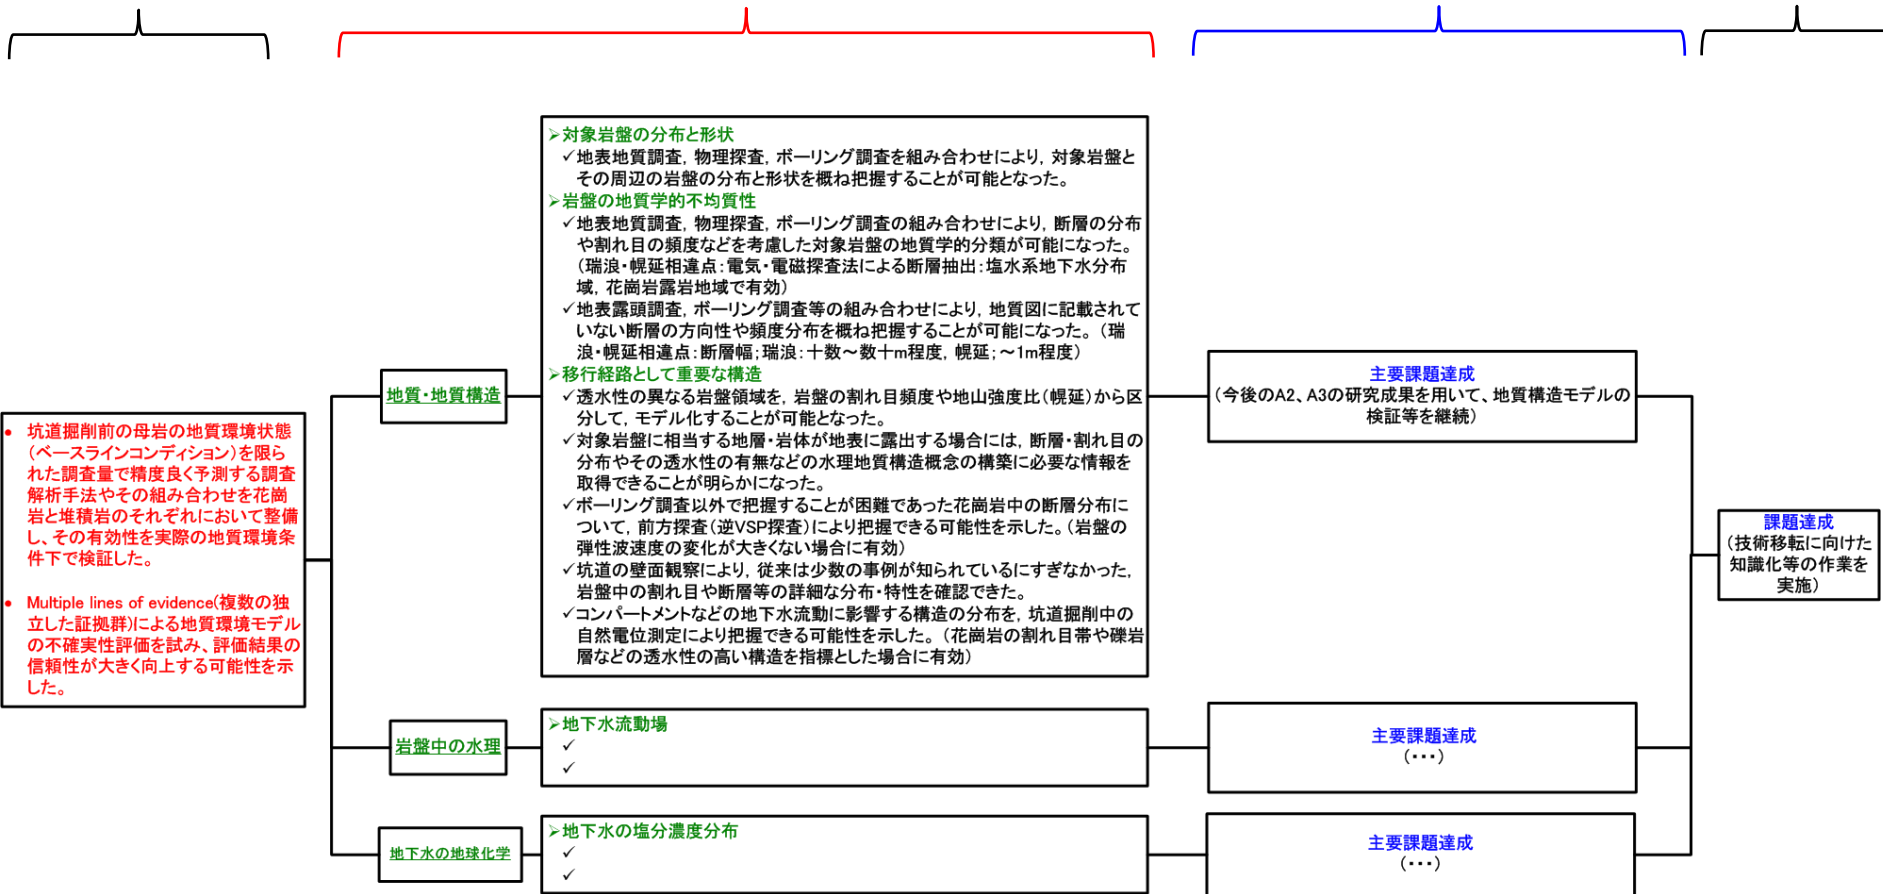 • 坑道掘削前の母岩の地質環境状態
（ベースラインコンディション）を限ら
れた調査量で精度良く予測する調査
解析手法やその組み合わせを花崗
岩と堆積岩のそれぞれにおいて整備
し、その有効性を実際の地質環境条
件下で検証した。
• Multiple lines of evidence(複数の独
立した証拠群)による地質環境モデル
の不確実性評価を試み、評価結果の
信頼性が大きく向上する可能性を示
した。
地質・地質構造
➢対象岩盤の分布と形状
✓地表地質調査，物理探査，ボーリング調査を組み合わせにより，対象岩盤と
その周辺の岩盤の分布と形状を概ね把握することが可能となった。
➢岩盤の地質学的不均質性
✓地表地質調査，物理探査，ボーリング調査の組み合わせにより，断層の分布
や割れ目の頻度などを考慮した対象岩盤の地質学的分類が可能になった。
（瑞浪・幌延相違点：電気・電磁探査法による断層抽出：塩水系地下水分布
域，花崗岩露岩地域で有効）
✓地表露頭調査，ボーリング調査等の組み合わせにより，地質図に記載されて
いない断層の方向性や頻度分布を概ね把握することが可能になった。（瑞
浪・幌延相違点：断層幅；瑞浪：十数～数十m程度，幌延；～1m程度）
➢移行経路として重要な構造
✓透水性の異なる岩盤領域を，岩盤の割れ目頻度や地山強度比（幌延）から区
分して，モデル化することが可能となった。
✓対象岩盤に相当する地層・岩体が地表に露出する場合には，断層・割れ目の
分布やその透水性の有無などの水理地質構造概念の構築に必要な情報を
取得できることが明らかになった。
✓ボーリング調査以外で把握することが困難であった花崗岩中の断層分布に
ついて，前方探査（逆VSP探査）により把握できる可能性を示した。（岩盤の
弾性波速度の変化が大きくない場合に有効）
✓坑道の壁面観察により，従来は少数の事例が知られているにすぎなかった，
岩盤中の割れ目や断層等の詳細な分布・特性を確認できた。
✓コンパートメントなどの地下水流動に影響する構造の分布を，坑道掘削中の
自然電位測定により把握できる可能性を示した。（花崗岩の割れ目帯や礫岩
層などの透水性の高い構造を指標とした場合に有効）
主要課題達成
（今後のA2、A3の研究成果を用いて、地質構造モデルの
検証等を継続）
岩盤中の水理
➢地下水流動場
✓
✓
主要課題達成
（・・・）
地下水の地球化学
➢地下水の塩分濃度分布
✓
✓
主要課題達成
（・・・）
課題達成
（技術移転に向けた
知識化等の作業を
実施）